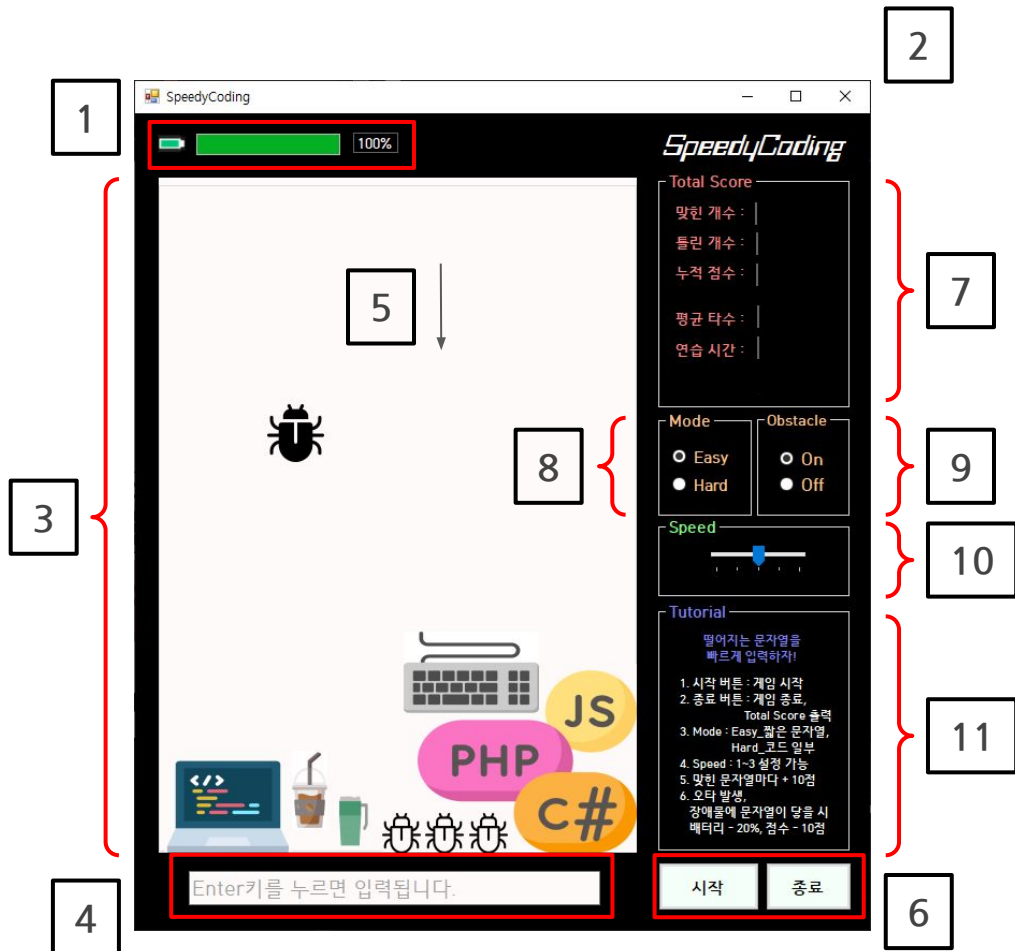 2
1
SpeedyCoding
100%
SpeedyCoding
Total Score
맞힌 개수 :
틀린 개수 :
누적 점수 :
평균 타수 :
연습 시간 :
7
5
Mode
Easy
Hard
8
Obstacle
On
Off
9
3
Speed
10
Tutorial
떨어지는 문자열을
빠르게 입력하자!
1. 시작 버튼 : 게임 시작
2. 종료 버튼 : 게임 종료,
Total Score 출력
3. Mode : Easy_짧은 문자열,
Hard_코드 일부
4. Speed : 1~3 설정 가능
5. 맞힌 문자열마다 + 10점
6. 오타 발생,
장애물에 문자열이 닿을 시
배터리 - 20%, 점수 - 10점
11
JS
PHP
C#
</>
Enter키를 누르면 입력됩니다.
4
시작
종료
6